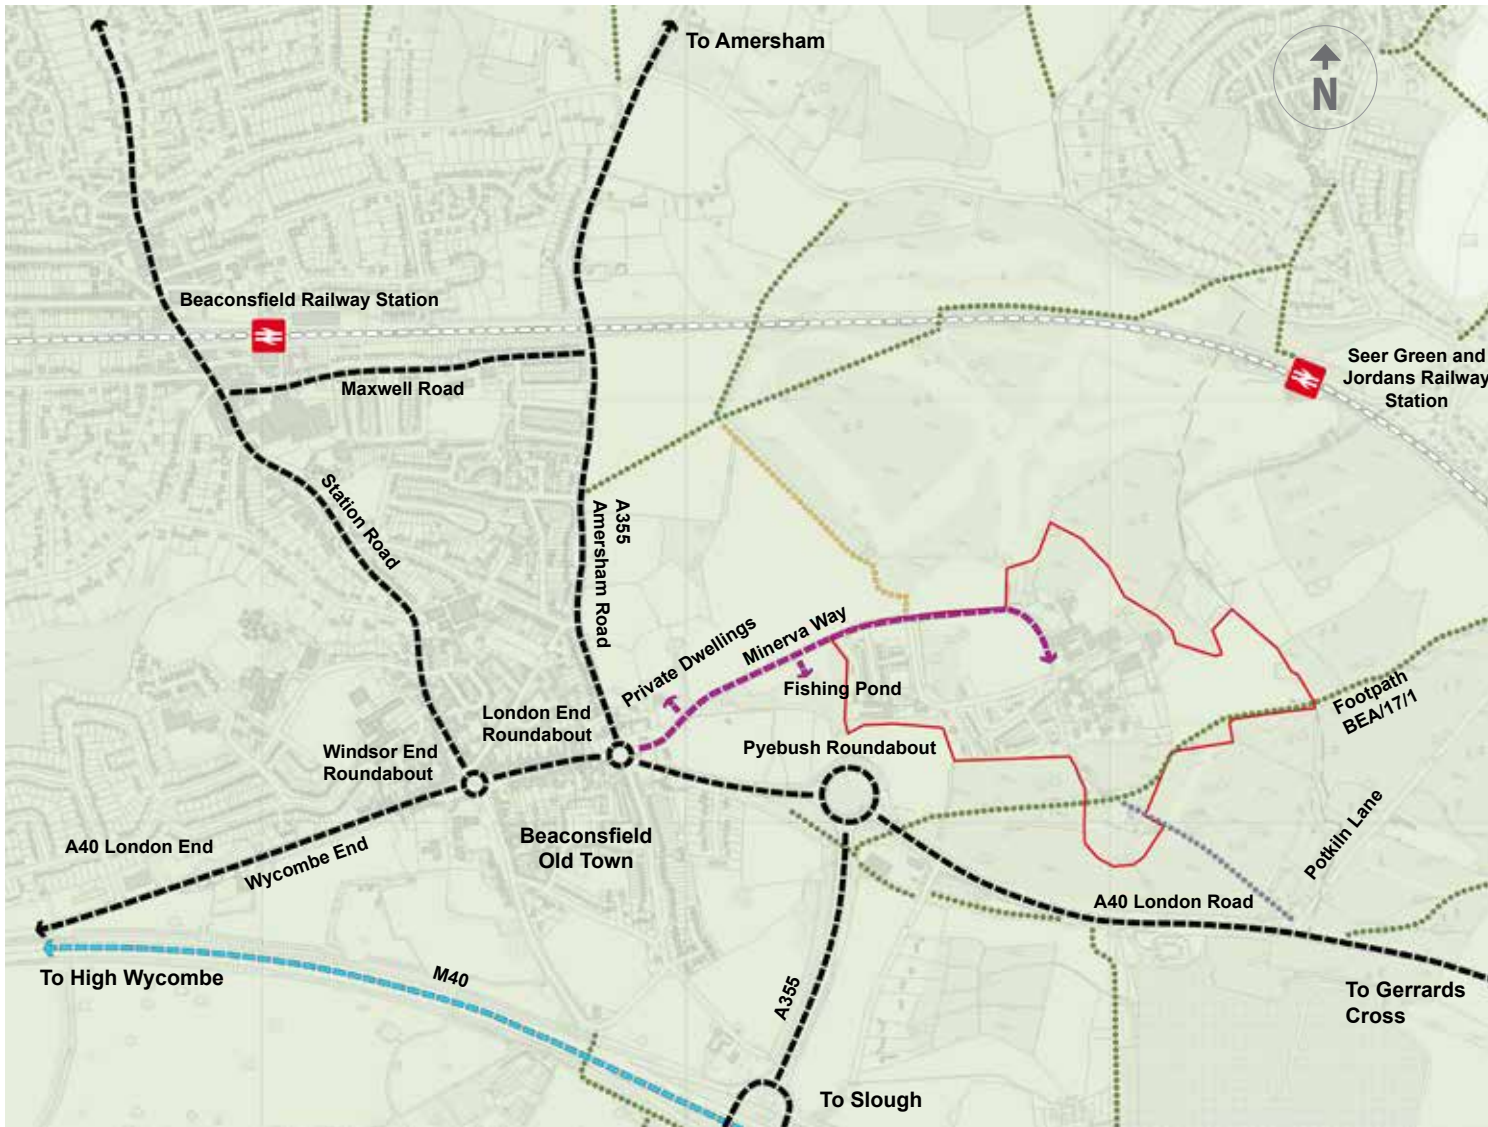 To Amersham
N
Beaconsfield Railway Station
Seer Green and
Jordans Railway
Station
Maxwell Road
Station Road
A355
Amersham Road
Private Dwellings
Minerva Way
Fishing Pond
Footpath
BEA/17/1
London End
Roundabout
Windsor End
Roundabout
Pyebush Roundabout
Beaconsfield
Old Town
A40 London End
Wycombe End
Potkiln Lane
A40 London Road
To High Wycombe
M40
A355
To Gerrards
Cross
To Slough